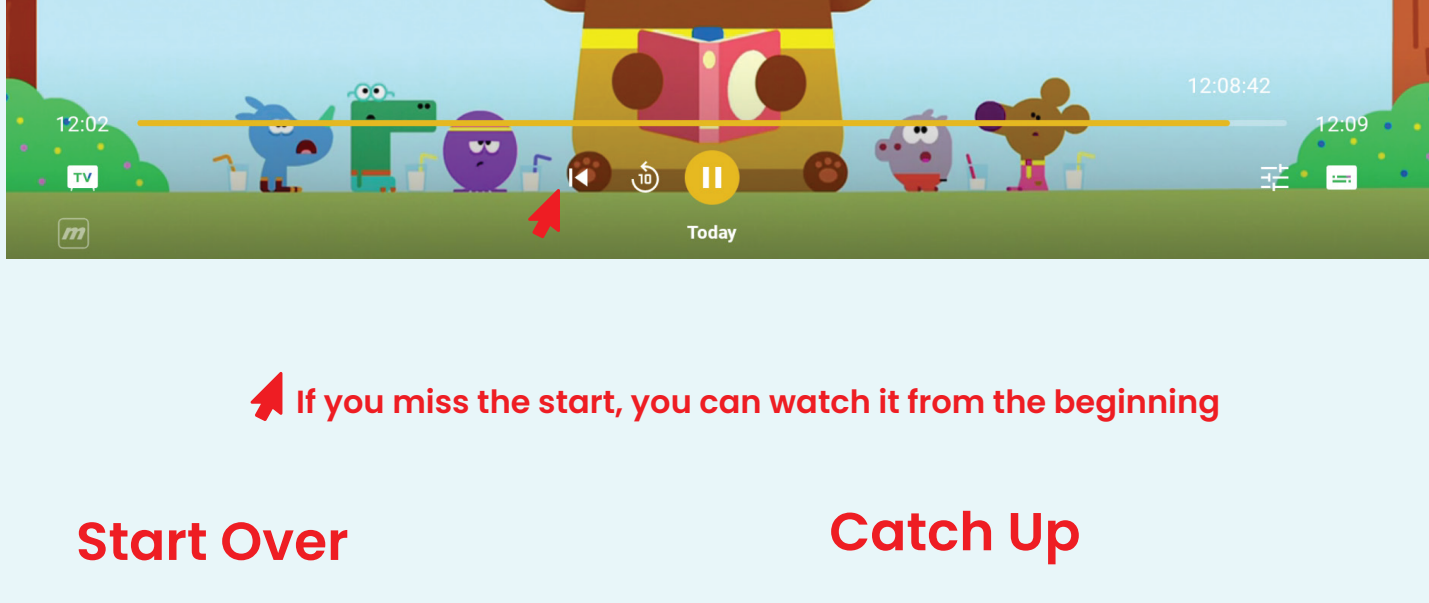 12:08:42
12:02
12:09
TV
10
m
Today
If you miss the start, you can watch it from the beginning
Start Over
Catch Up